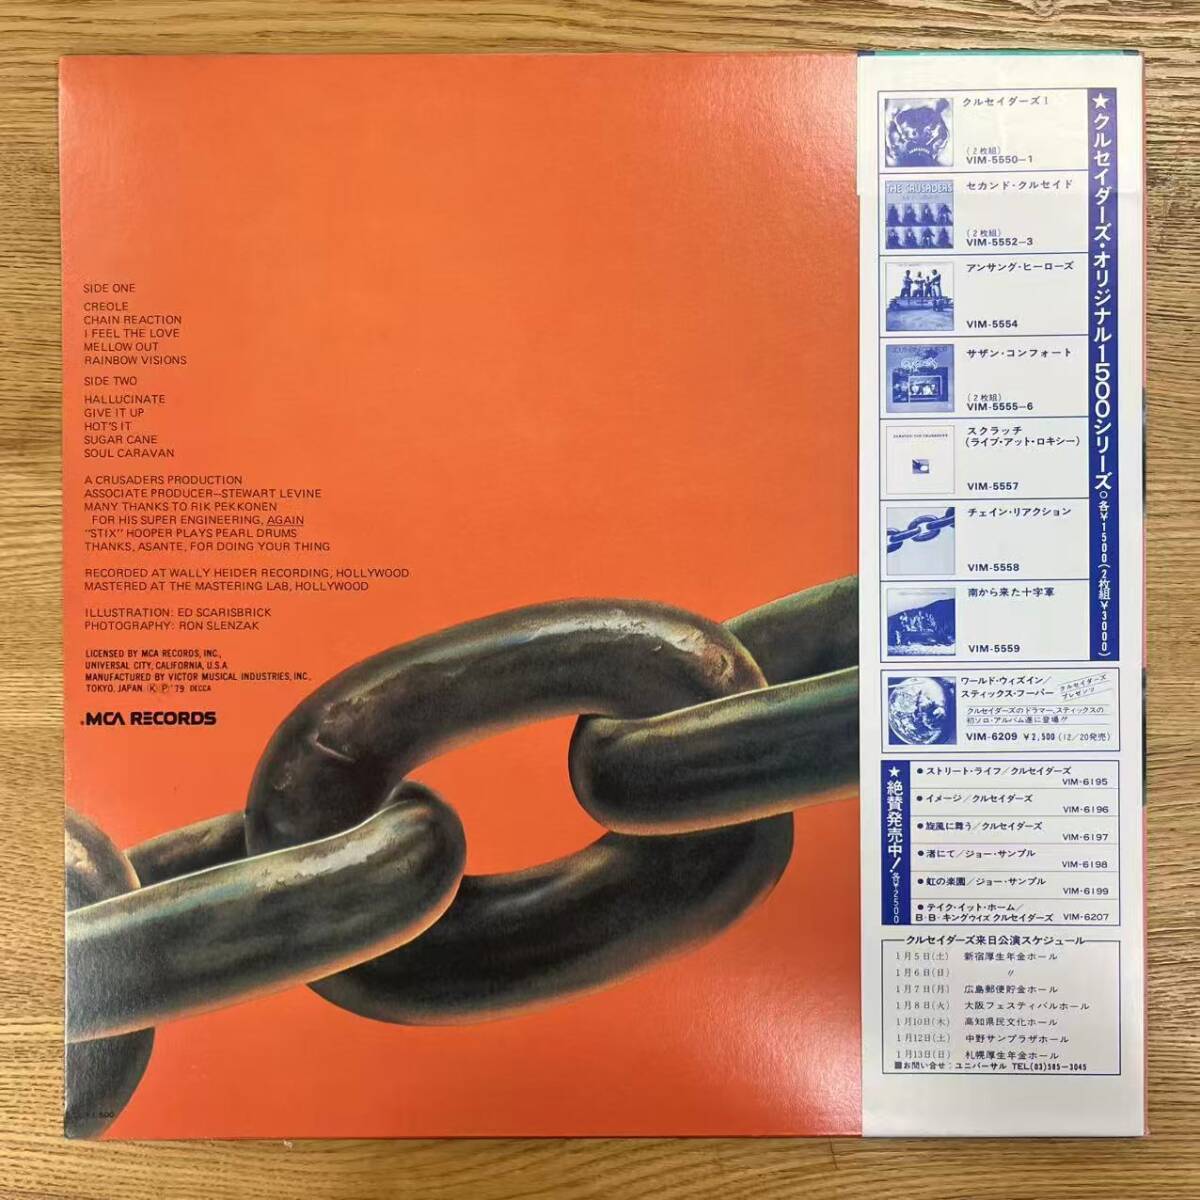 SIDE ONE
CREOLE
CHAIN REACTION
I FEEL THE LOVE
MELLOW OUT
RAINBOW VISIONS
SIDE TWO
HALLUCINATE
GIVE IT UP
HOT'S IT
SUGAR CANE
SOUL CARAVAN
A CRUSADERS PRODUCTION
ASSOCIATE PRODUCER—STEWART LEVINE
MANY THANKS TO RIK PEKKONEN
FOR HIS SUPER ENGINEERING, AGAIN
"STIX" HOOPER PLAYS PEARL DRUMS
THANKS, ASANTE, FOR DOING YOUR THING
RECORDED AT WALLY HEIDER RECORDING, HOLLYWOOD
MASTERED AT THE MASTERING LAB, HOLLYWOOD
ILLUSTRATION: ED SCARISBRICK
PHOTOGRAPHY: RON SLENZAK
LICENSED BY MCA RECORDS, INC.,
UNIVERSAL CITY, CALIFORNIA, U.S.A.
MANUFACTURED BY VICTOR MUSICAL INDUSTRIES, INC.,
TOKYO, JAPAN Ⓚ Ⓟ '79 DECCA
MCA RECORDS
★クルセイダーズ・オリジナル1500シリーズ。各¥1500(2枚組¥3000)
クルセイダーズ I
(2枚組)
VIM-5550-1
THE CRUSADERS
セカンド・クルセイド
(2枚組)
VIM-5552-3
アンサング・ヒーローズ
VIM-5554
サザン・コンフォート
(2枚組)
VIM-5555-6
スクラッチ
(ライブ・アット・ロキシー)
VIM-5557
チェイン・リアクション
VIM-5558
南から来た十字軍
VIM-5559
ワールド・ウィズイン/
スティックス・フーパー
クルセイダーズ
プレゼンツ
クルセイダーズのドラマー、スティックスの
初ソロ・アルバム遂に登場!!
VIM-6209 ¥2,500 (12/20発売)
★絶賛発売中!各¥2500
●ストリート・ライフ/クルセイダーズ
VIM-6195
●イメージ/クルセイダーズ
VIM-6196
●旋風に舞う/クルセイダーズ
VIM-6197
●渚にて/ジョー・サンプル
VIM-6198
●虹の楽園/ジョー・サンプル
VIM-6199
●テイク・イット・ホーム/
B・B・キングウィズ クルセイダーズ VIM-6207
クルセイダーズ来日公演スケジュール
1月5日(土) 新宿厚生年金ホール
1月6日(日) 〃
1月7日(月) 広島郵便貯金ホール
1月8日(火) 大阪フェスティバルホール
1月10日(木) 高知県民文化ホール
1月12日(土) 中野サンプラザホール
1月13日(日) 札幌厚生年金ホール
■お問い合せ:ユニバーサル TEL(03)585-3045